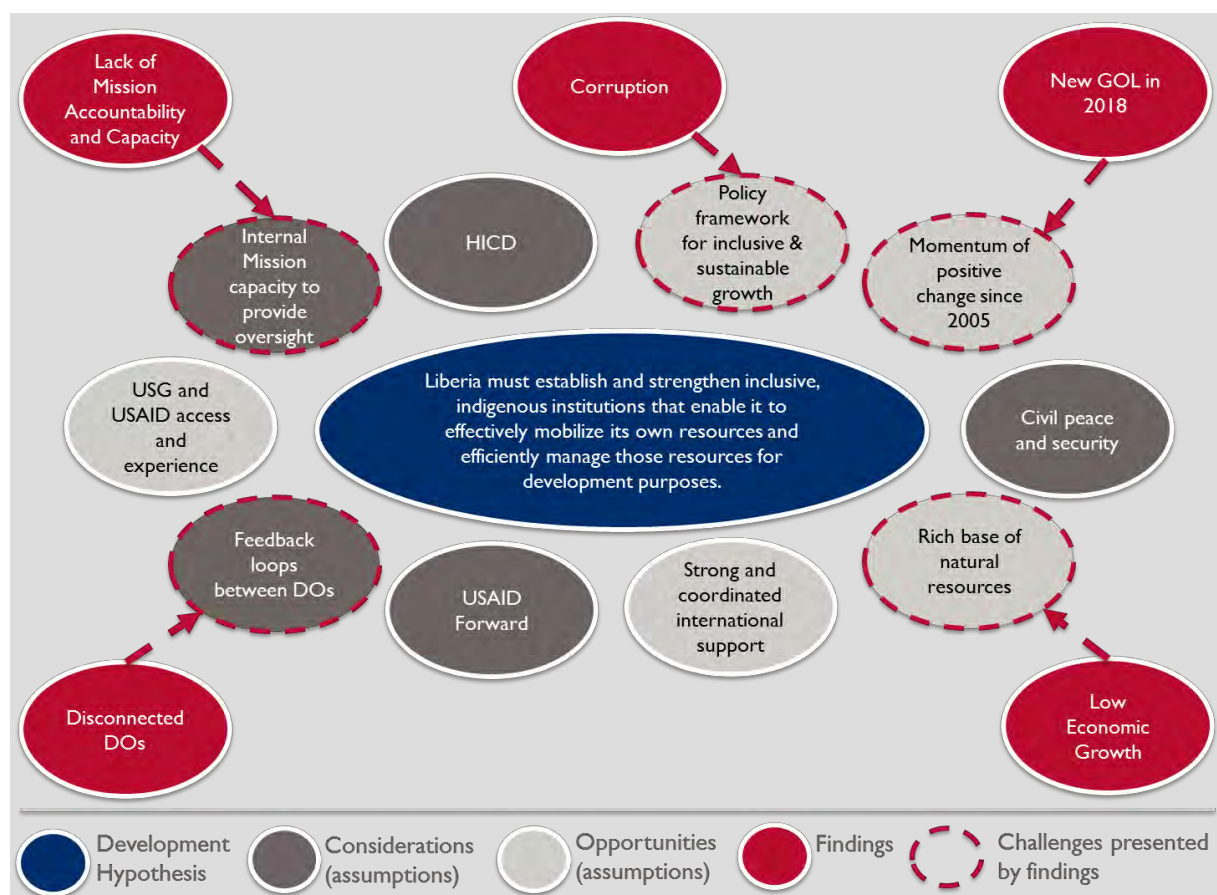 Lack of
Mission
Accountability
and Capacity
Corruption
New GOL in
2018
Internal
Mission
capacity to
provide
oversight
HICD
Policy
framework
for inclusive &
sustainable
growth
Momentum of
positive
change since
2005
USG and
USAID access
and
experience
Liberia must establish and strengthen inclusive,
indigenous institutions that enable it to
effectively mobilize its own resources and
efficiently manage those resources for
development purposes.
Civil peace
and security
Feedback
loops
between DOs
USAID
Forward
Strong and
coordinated
international
support
Rich base of
natural
resources
Disconnected
DOs
Low
Economic
Growth
Development
Hypothesis
Considerations
(assumptions)
Opportunities
(assumptions)
Findings
Challenges presented
by findings